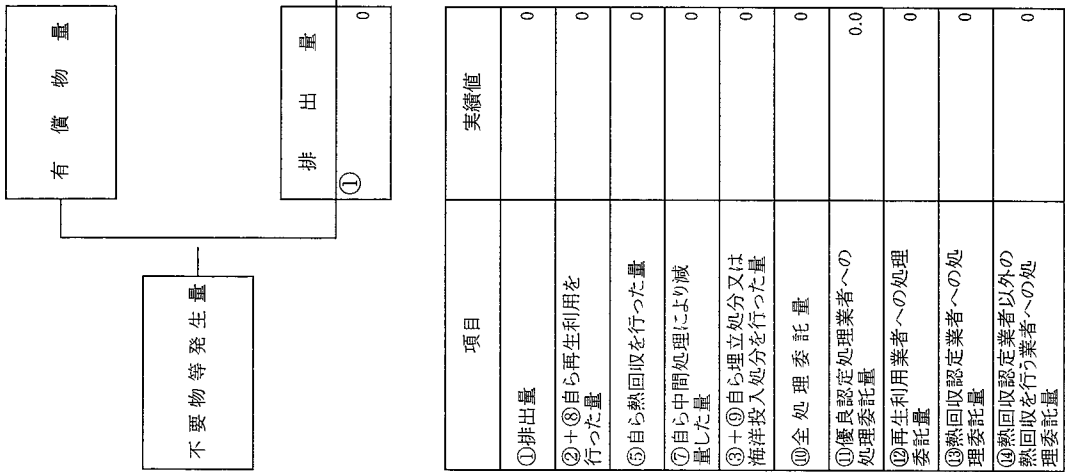 有償物量
不要物等発生量
排出量
① 0
項目 実績値
①排出量 0
②+⑧自ら再生利用を
行った量 0
⑤自ら熱回収を行った量 0
⑦自ら中間処理により減
量した量 0
③+⑨自ら埋立処分又は
海洋投入処分を行った量 0
⑩全処理委託量 0
⑪優良認定処理業者への
処理委託量 0.0
⑫再生利用業者への処理
委託量 0
⑬熱回収認定業者への処
理委託量 0
⑭熱回収認定業者以外の
熱回収を行う業者への処
理委託量 0